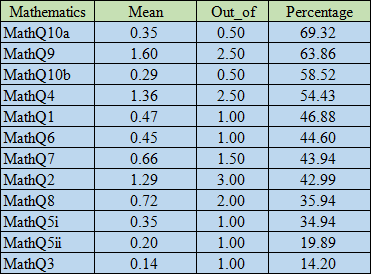 Mathematics Mean Out_of Percentage
MathQ10a 0.35 0.50 69.32
MathQ9 1.60 2.50 63.86
MathQ10b 0.29 0.50 58.52
MathQ4 1.36 2.50 54.43
MathQ1 0.47 1.00 46.88
MathQ6 0.45 1.00 44.60
MathQ7 0.66 1.50 43.94
MathQ2 1.29 3.00 42.99
MathQ8 0.72 2.00 35.94
MathQ5i 0.35 1.00 34.94
MathQ5ii 0.20 1.00 19.89
MathQ3 0.14 1.00 14.20